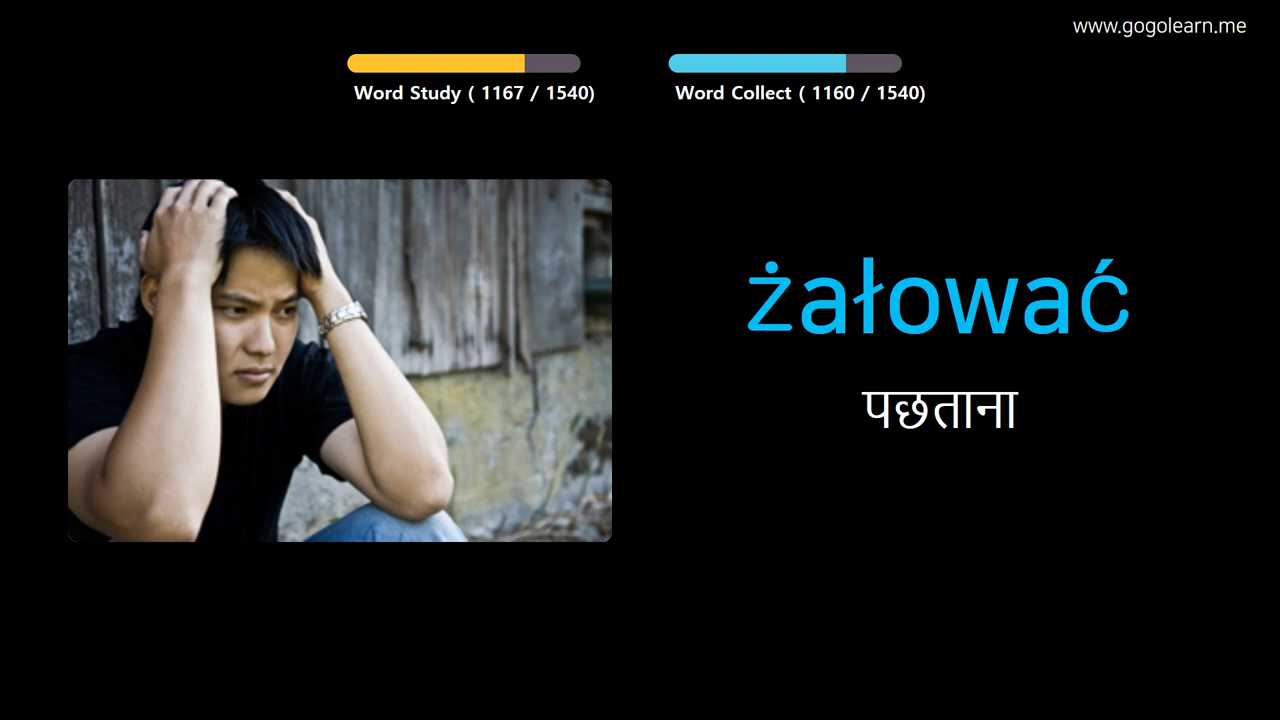 www.gogolearn.me
Word Study ( 1167 / 1540)
Word Collect ( 1160 / 1540)
żałować
पछताना